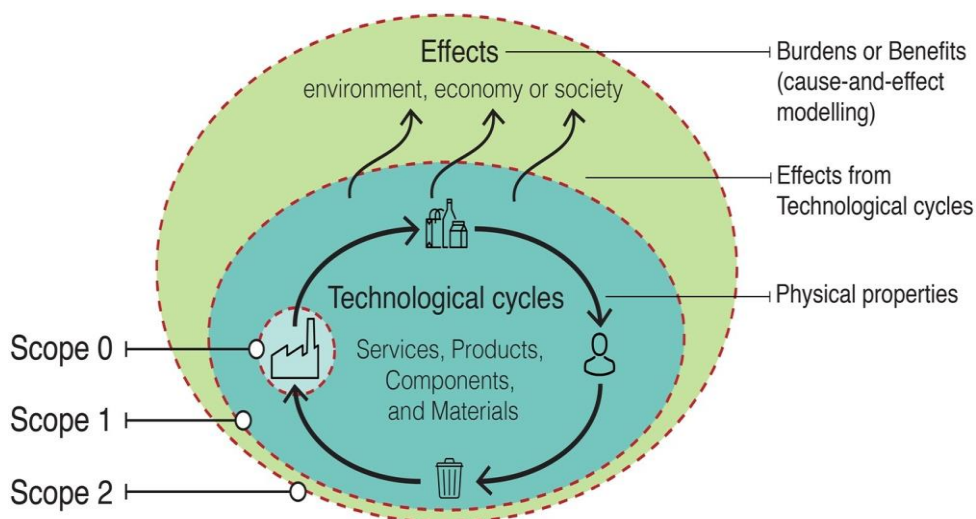 Effects
environment, economy or society
Burdens or Benefits
(cause-and-effect
modelling)
Effects from
Technological cycles
Technological cycles
Physical properties
Services, Products,
Components,
and Materials
Scope 0
Scope 1
Scope 2